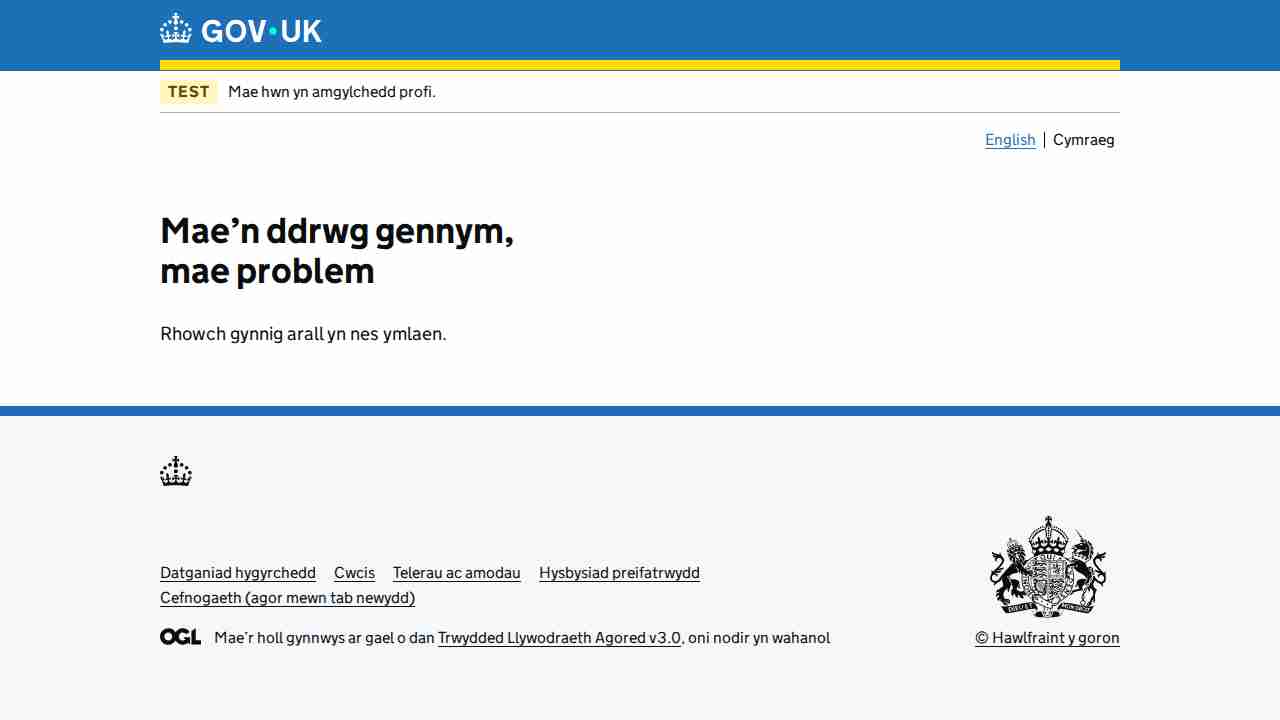 GOV·UK
TEST Mae hwn yn amgylchedd profi.
English | Cymraeg
Mae’n ddrwg gennym,
mae problem
Rhowch gynnig arall yn nes ymlaen.
Datganiad hygyrchedd Cwcis Telerau ac amodau Hysbysiad preifatrwydd
Cefnogaeth (agor mewn tab newydd)
OGL Mae’r holl gynnwys ar gael o dan Trwydded Llywodraeth Agored v3.0, oni nodir yn wahanol
© Hawlfraint y goron